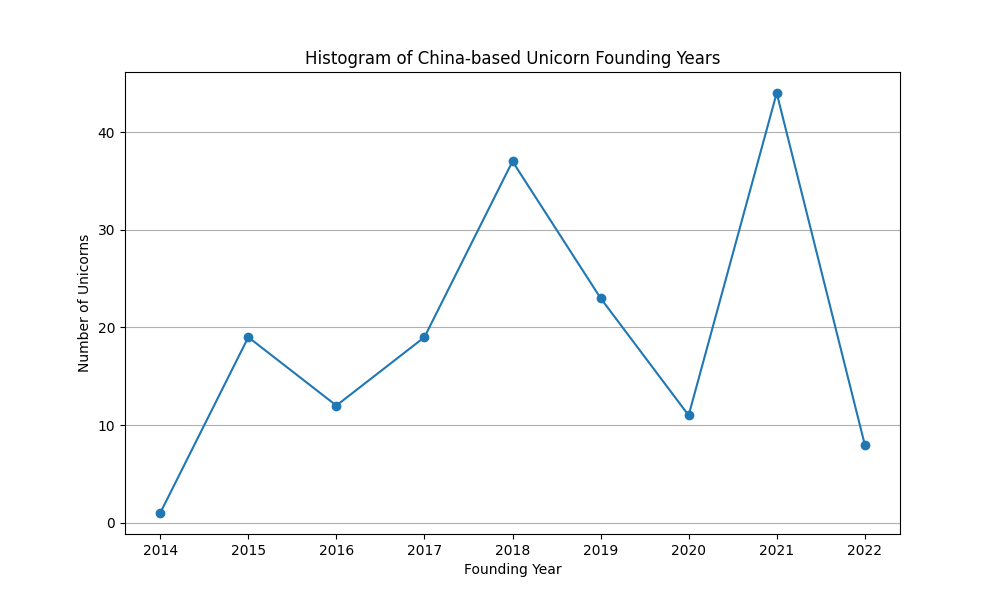 Histogram of China-based Unicorn Founding Years
Number of Unicorns
40
30
20
10
0
2014 2015 2016 2017 2018 2019 2020 2021 2022
Founding Year